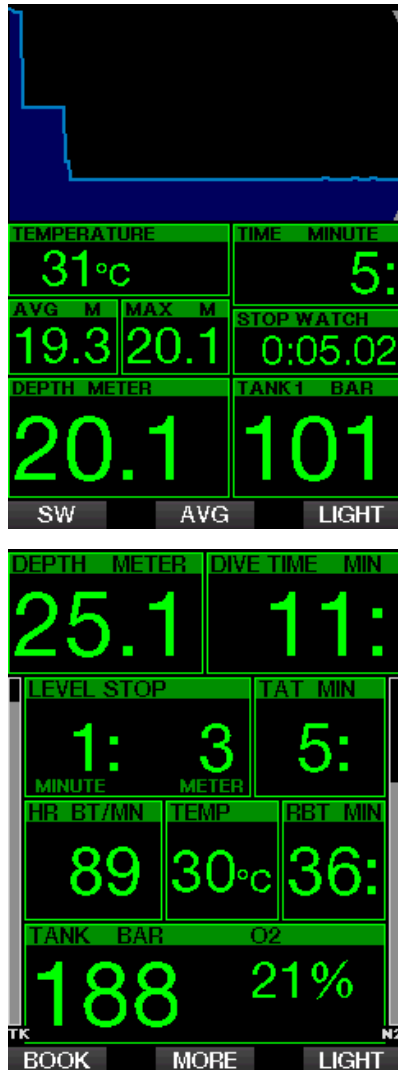 TEMPERATURE TIME MINUTE
31°C 5:
AVG M MAX M STOP WATCH
19.3 20.1 0:05.02
DEPTH METER TANK1 BAR
20.1 101
SW AVG LIGHT
DEPTH METER DIVE TIME MIN
25.1 11:
LEVEL STOP TAT MIN
1: 3 5:
MINUTE METER
HR BT/MN TEMP RBT MIN
89 30°C 36:
TANK BAR O2
188 21%
TK
BOOK MORE LIGHT